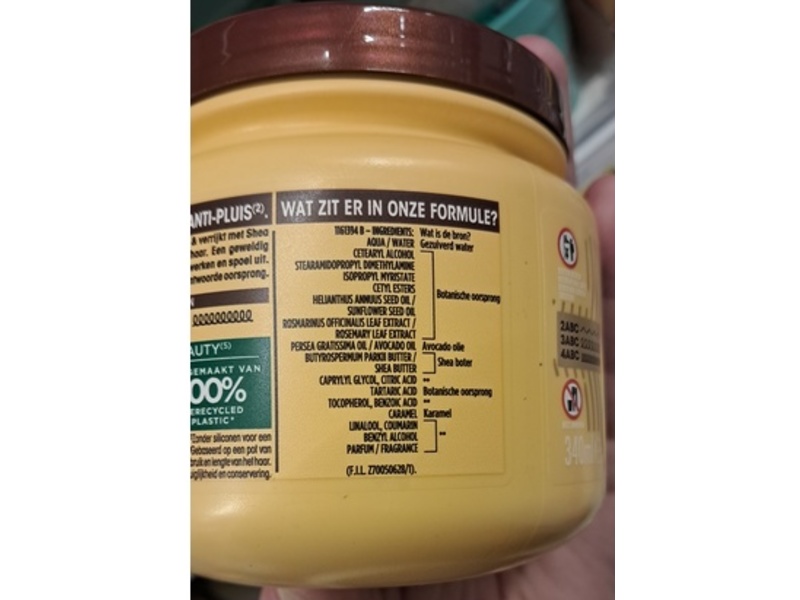 ANTI-PLUIS(2).
& verrijkt met Shea
haar. Een geweldig
werken en spoel uit.
twoorde oorsprong.
AUTY(5)
GEMAAKT VAN
00%
ERECYCLED
PLASTIC*
Zonder siliconen voor een
Gebaseerd op een pot van
bruik en lengte van het haar.
WAT ZIT ER IN ONZE FORMULE?
1161394 B – INGREDIENTS: Wat is de bron?
AQUA / WATER Gezuiverd water
CETEARYL ALCOHOL
STEARAMIDOPROPYL DIMETHYLAMINE
ISOPROPYL MYRISTATE
CETYL ESTERS
HELIANTHUS ANNUUS SEED OIL /
SUNFLOWER SEED OIL
ROSMARINUS OFFICINALIS LEAF EXTRACT /
ROSEMARY LEAF EXTRACT
Botanische oorsprong
PERSEA GRATISSIMA OIL / AVOCADO OIL Avocado olie
BUTYROSPERMUM PARKII BUTTER /
SHEA BUTTER
Shea boter
CAPRYLYL GLYCOL, CITRIC ACID **
TARTARIC ACID Botanische oorsprong
TOCOPHEROL, BENZOIC ACID **
CARAMEL Karamel
LINALOOL, COUMARIN
BENZYL ALCOHOL
PARFUM / FRAGRANCE
**
(F.I.L. Z70050628/1).
2ABC
3ABC
4ABC
340ml